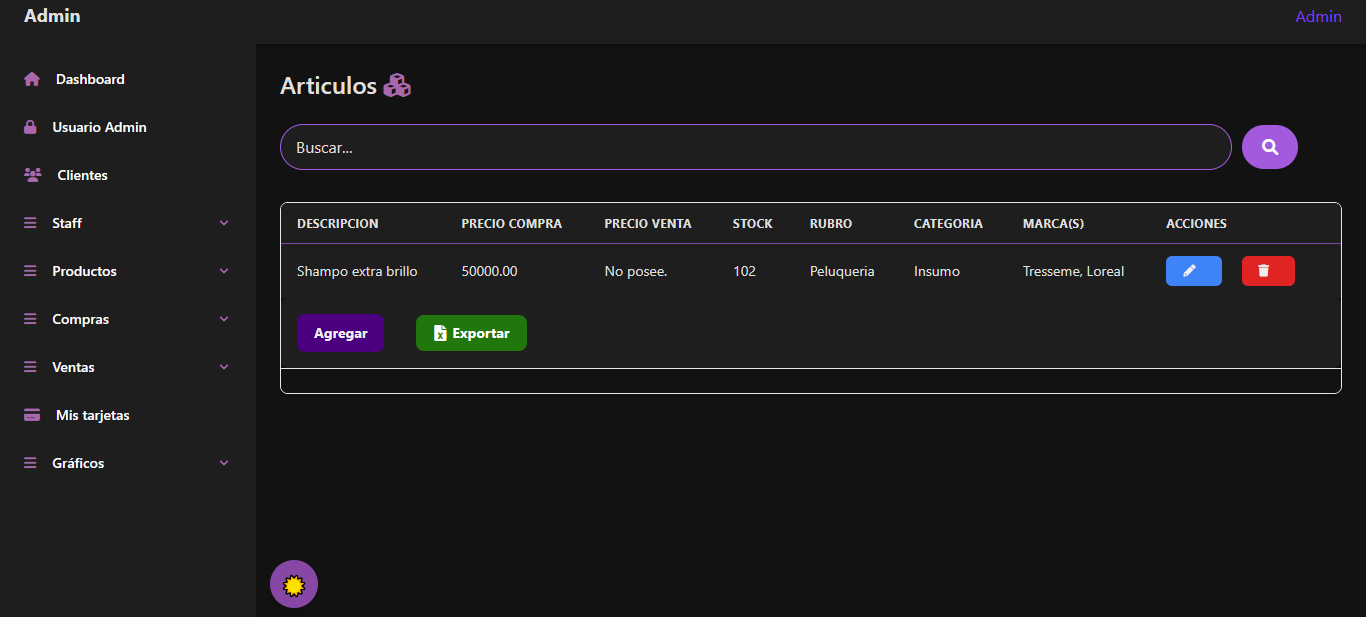 Admin
Admin
Dashboard
Usuario Admin
Clientes
Staff
Productos
Compras
Ventas
Mis tarjetas
Gráficos
Articulos
Buscar...
DESCRIPCION PRECIO COMPRA PRECIO VENTA STOCK RUBRO CATEGORIA MARCA(S) ACCIONES
Shampo extra brillo 50000.00 No posee. 102 Peluqueria Insumo Tresseme, Loreal
Agregar Exportar